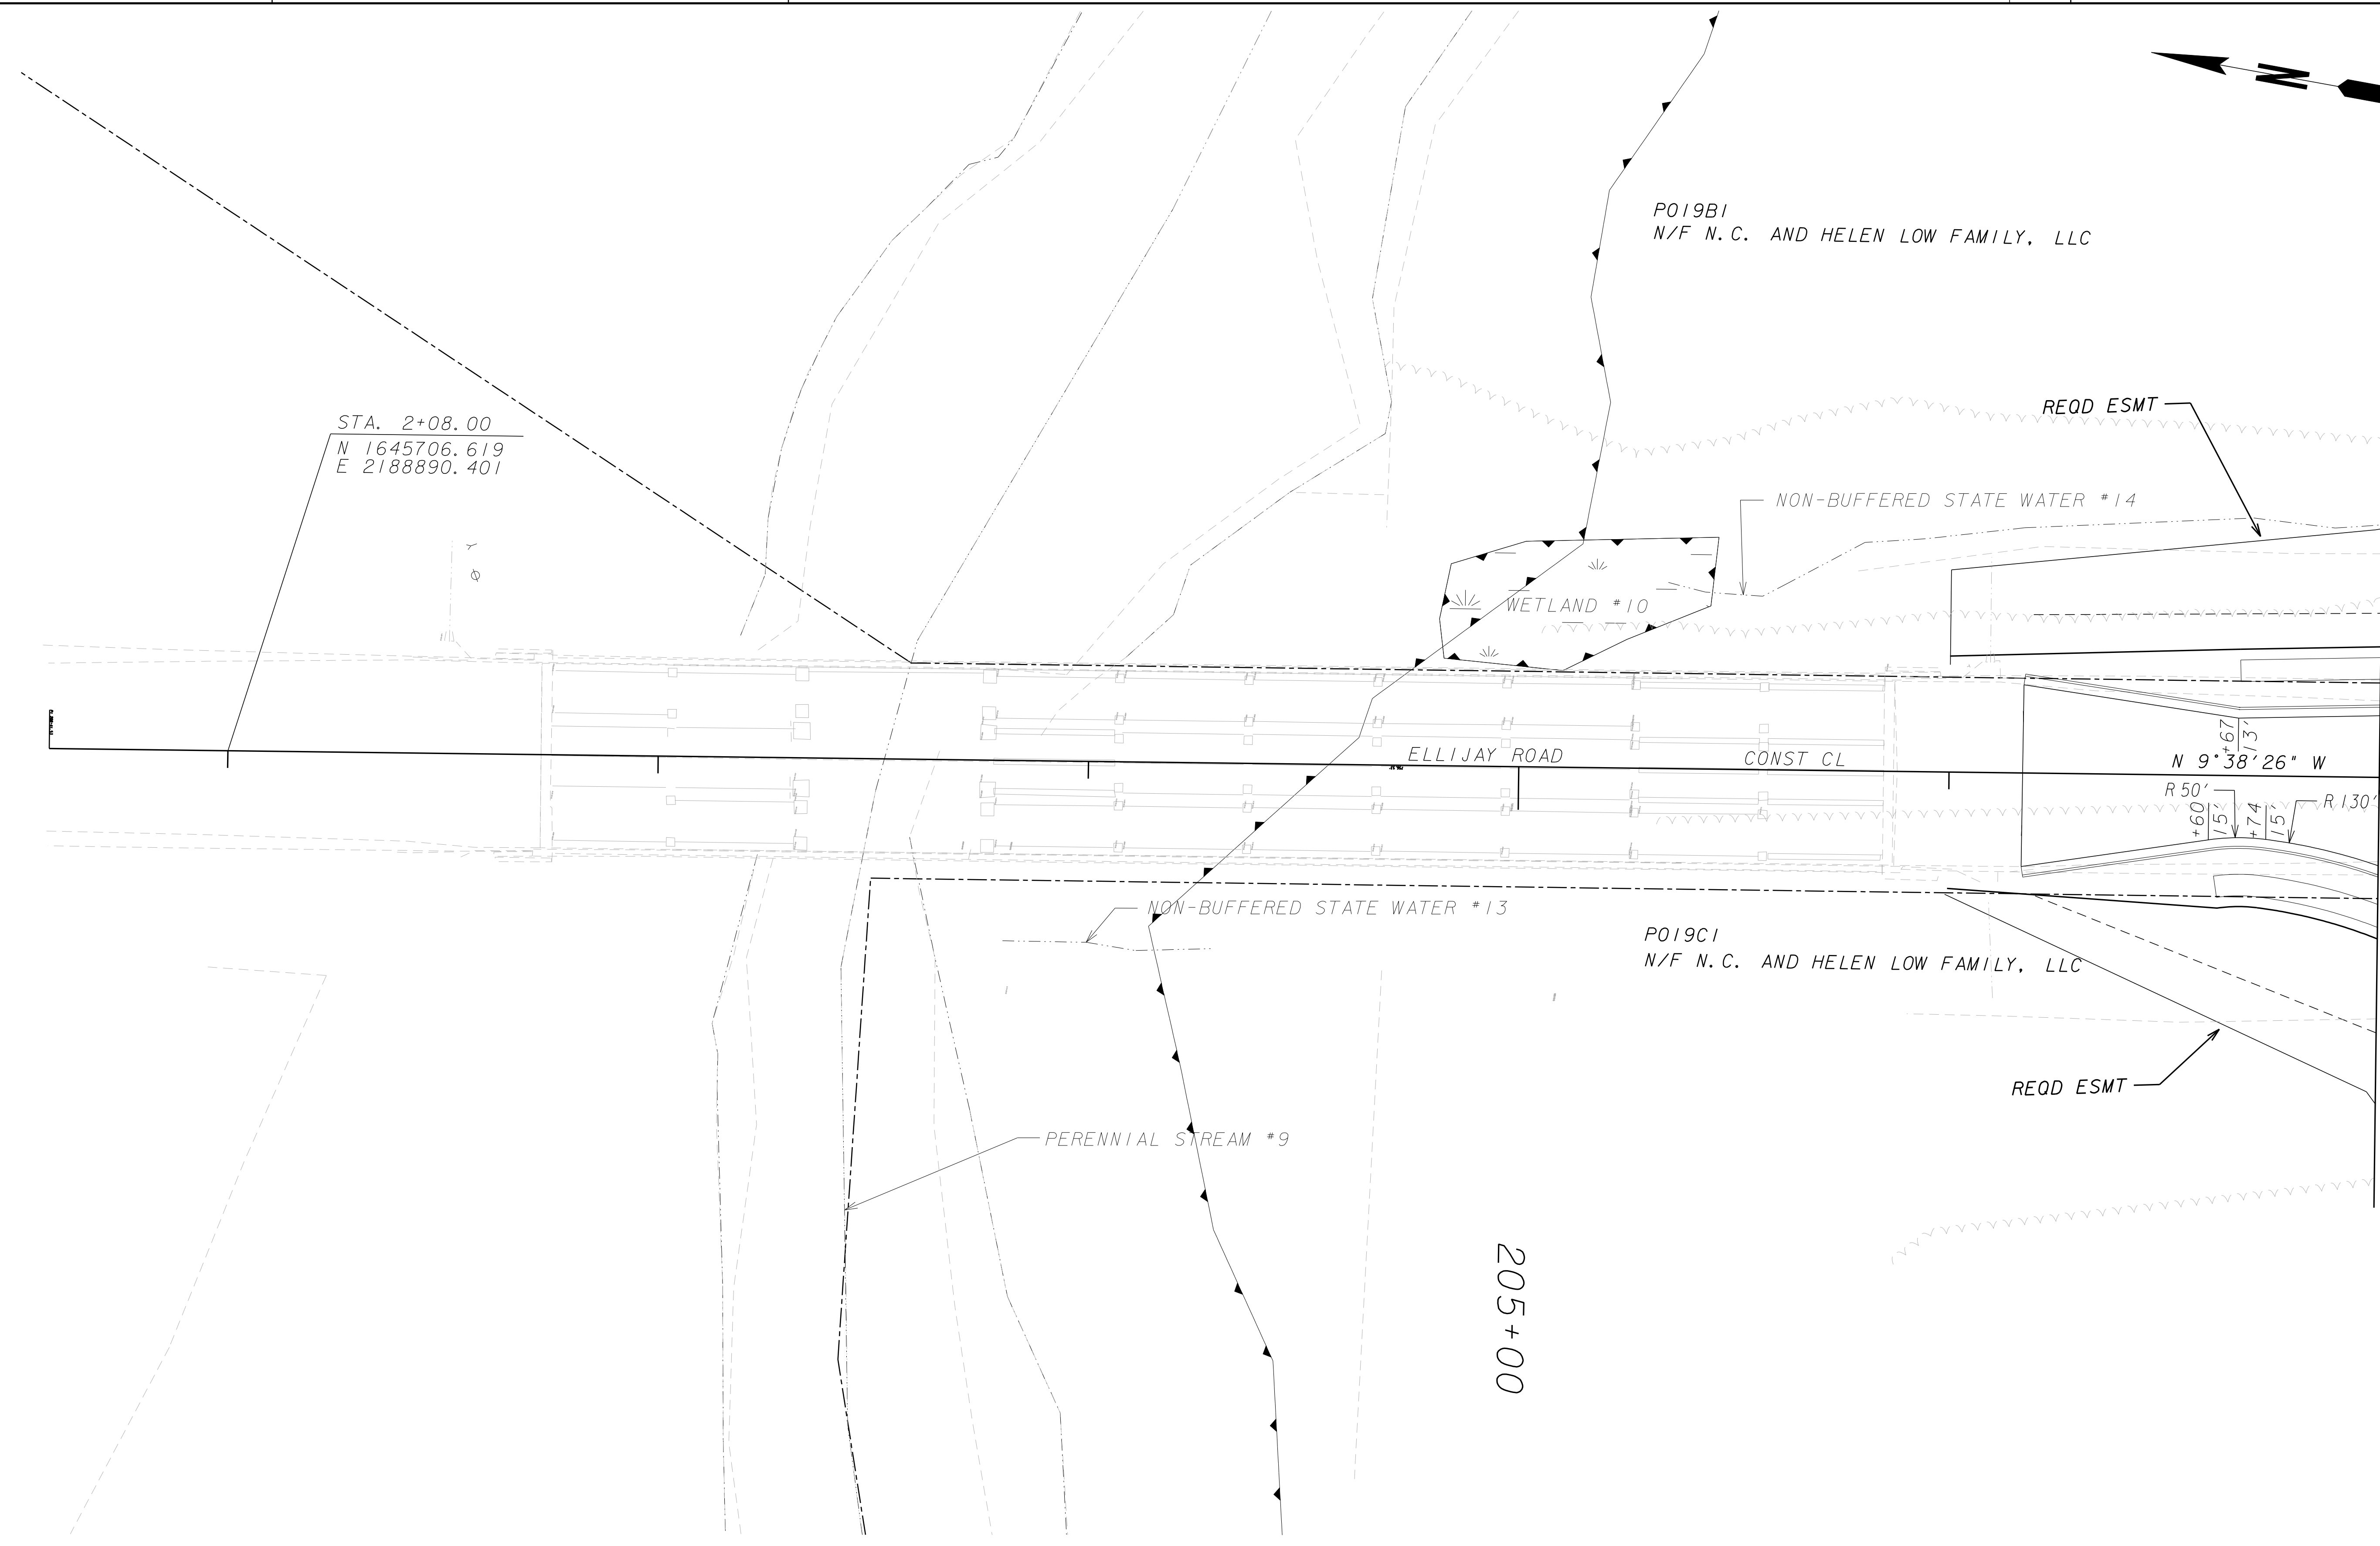 N
PO19B1
N/F N.C. AND HELEN LOW FAMILY, LLC
REQD ESMT
STA. 2+08.00
N 1645706.619
E 2188890.401
NON-BUFFERED STATE WATER #14
WETLAND #10
ELLIJAY ROAD
CONST CL
+67
13'
N 9°38'26" W
R 50'
R 130'
+60
15'
+74
15'
NON-BUFFERED STATE WATER #13
PO19C1
N/F N.C. AND HELEN LOW FAMILY, LLC
REQD ESMT
PERENNIAL STREAM #9
205+00